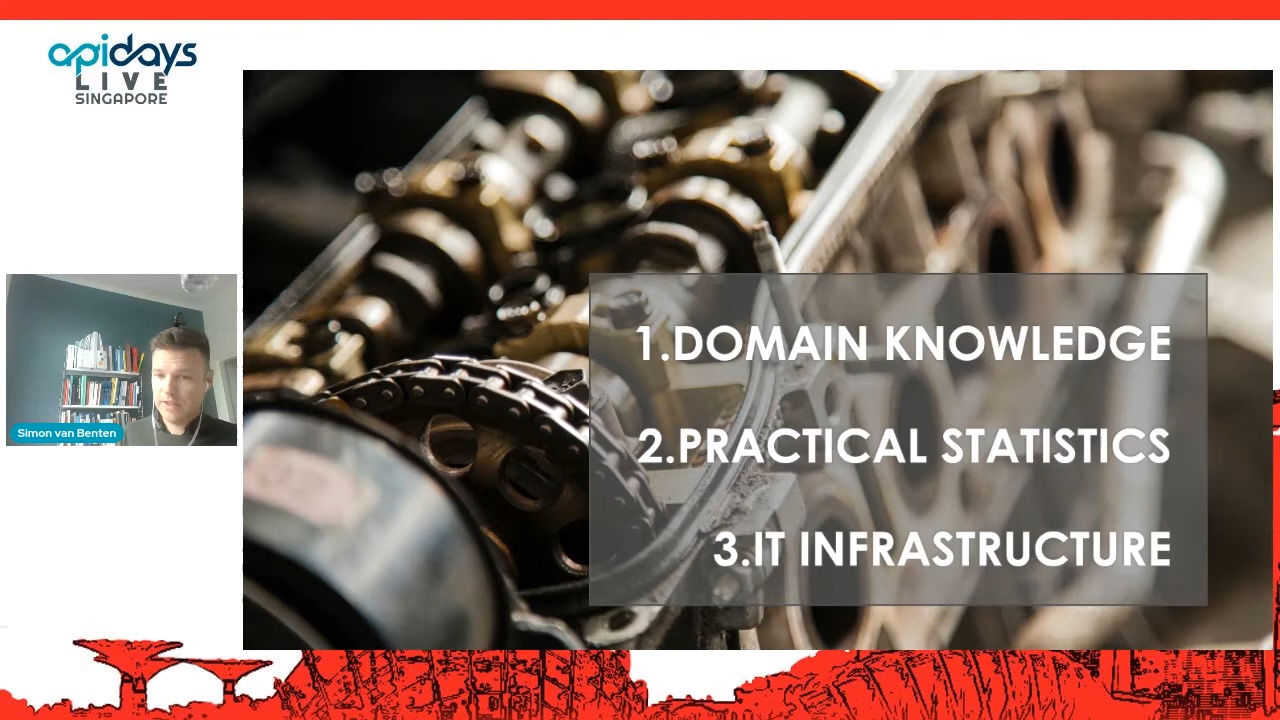 apidays
LIVE
SINGAPORE
Simon van Benten
1.DOMAIN KNOWLEDGE
2.PRACTICAL STATISTICS
3.IT INFRASTRUCTURE